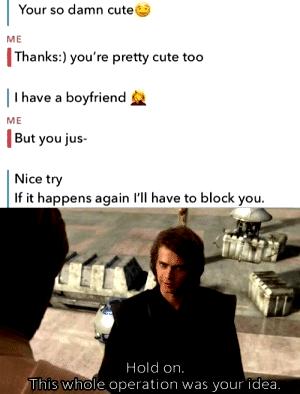 Your so damn cute😉
ME
Thanks:) you're pretty cute too
I have a boyfriend 🤦
ME
But you jus-
Nice try
If it happens again I'll have to block you.
Hold on.
This whole operation was your idea.